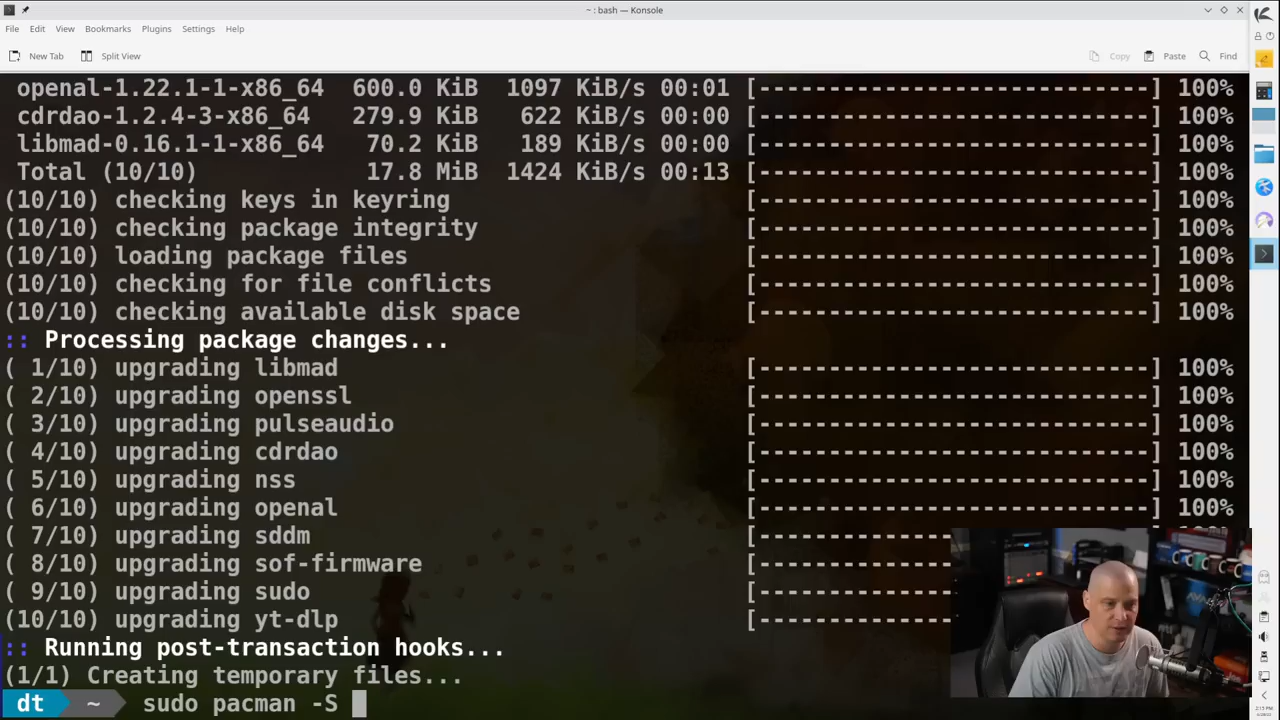 ~ : bash — Konsole
File Edit View Bookmarks Plugins Settings Help
New Tab Split View Copy Paste Find
openal-1.22.1-1-x86_64 600.0 KiB 1097 KiB/s 00:01 [----------------------------] 100%
cdrdao-1.2.4-3-x86_64 279.9 KiB 622 KiB/s 00:00 [----------------------------] 100%
libmad-0.16.1-1-x86_64 70.2 KiB 189 KiB/s 00:00 [----------------------------] 100%
Total (10/10) 17.8 MiB 1424 KiB/s 00:13 [----------------------------] 100%
(10/10) checking keys in keyring [----------------------------] 100%
(10/10) checking package integrity [----------------------------] 100%
(10/10) loading package files [----------------------------] 100%
(10/10) checking for file conflicts [----------------------------] 100%
(10/10) checking available disk space [----------------------------] 100%
:: Processing package changes...
( 1/10) upgrading libmad [----------------------------] 100%
( 2/10) upgrading openssl [----------------------------] 100%
( 3/10) upgrading pulseaudio [----------------------------] 100%
( 4/10) upgrading cdrdao [----------------------------] 100%
( 5/10) upgrading nss [----------------------------] 100%
( 6/10) upgrading openal [----------------------------] 100%
( 7/10) upgrading sddm [--------------
( 8/10) upgrading sof-firmware [--------------
( 9/10) upgrading sudo [--------------
(10/10) upgrading yt-dlp [--------------
:: Running post-transaction hooks...
(1/1) Creating temporary files...
dt ~ sudo pacman -S
2:15 PM